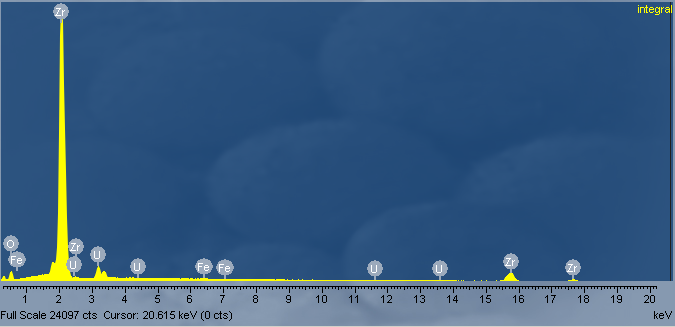 integral
Zr
O
Fe
Zr
U
U
U
Fe
Fe
U
U
Zr
Zr
1 2 3 4 5 6 7 8 9 10 11 12 13 14 15 16 17 18 19 20
Full Scale 24097 cts Cursor: 20.615 keV (0 cts) keV